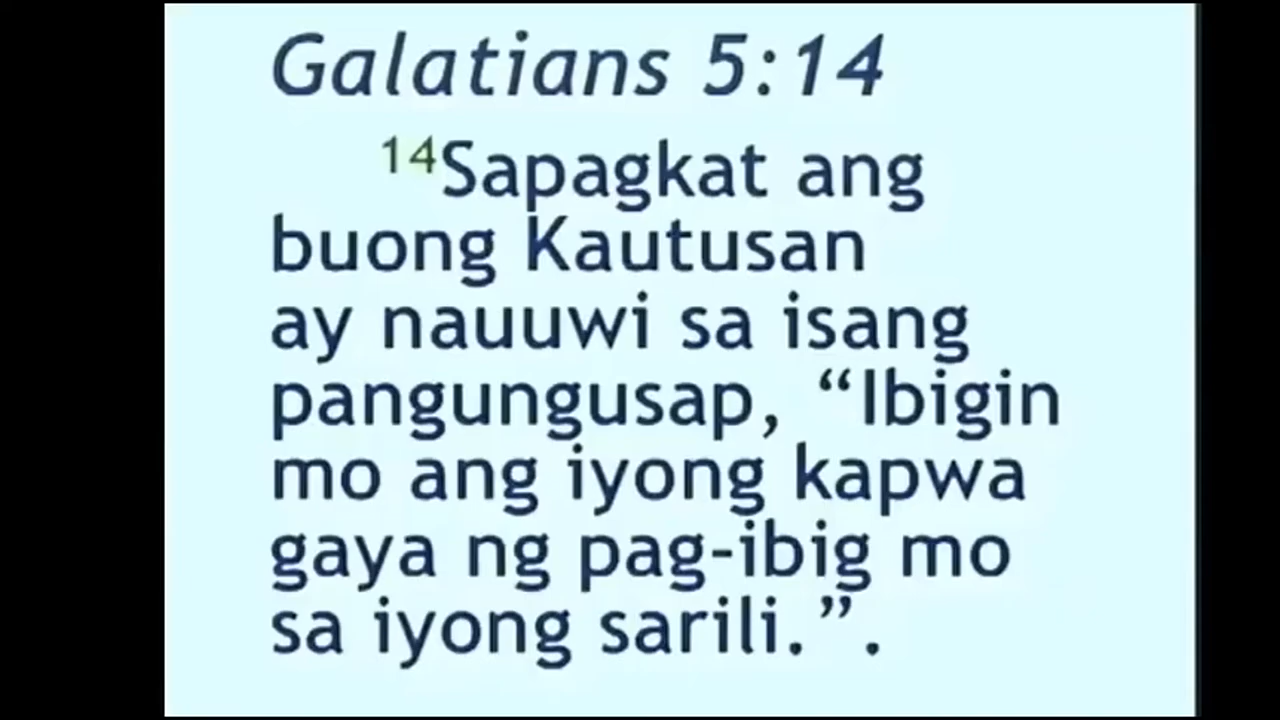 Galatians 5:14
14Sapagkat ang
buong Kautusan
ay nauuwi sa isang
pangungusap, “Ibigin
mo ang iyong kapwa
gaya ng pag-ibig mo
sa iyong sarili.”.